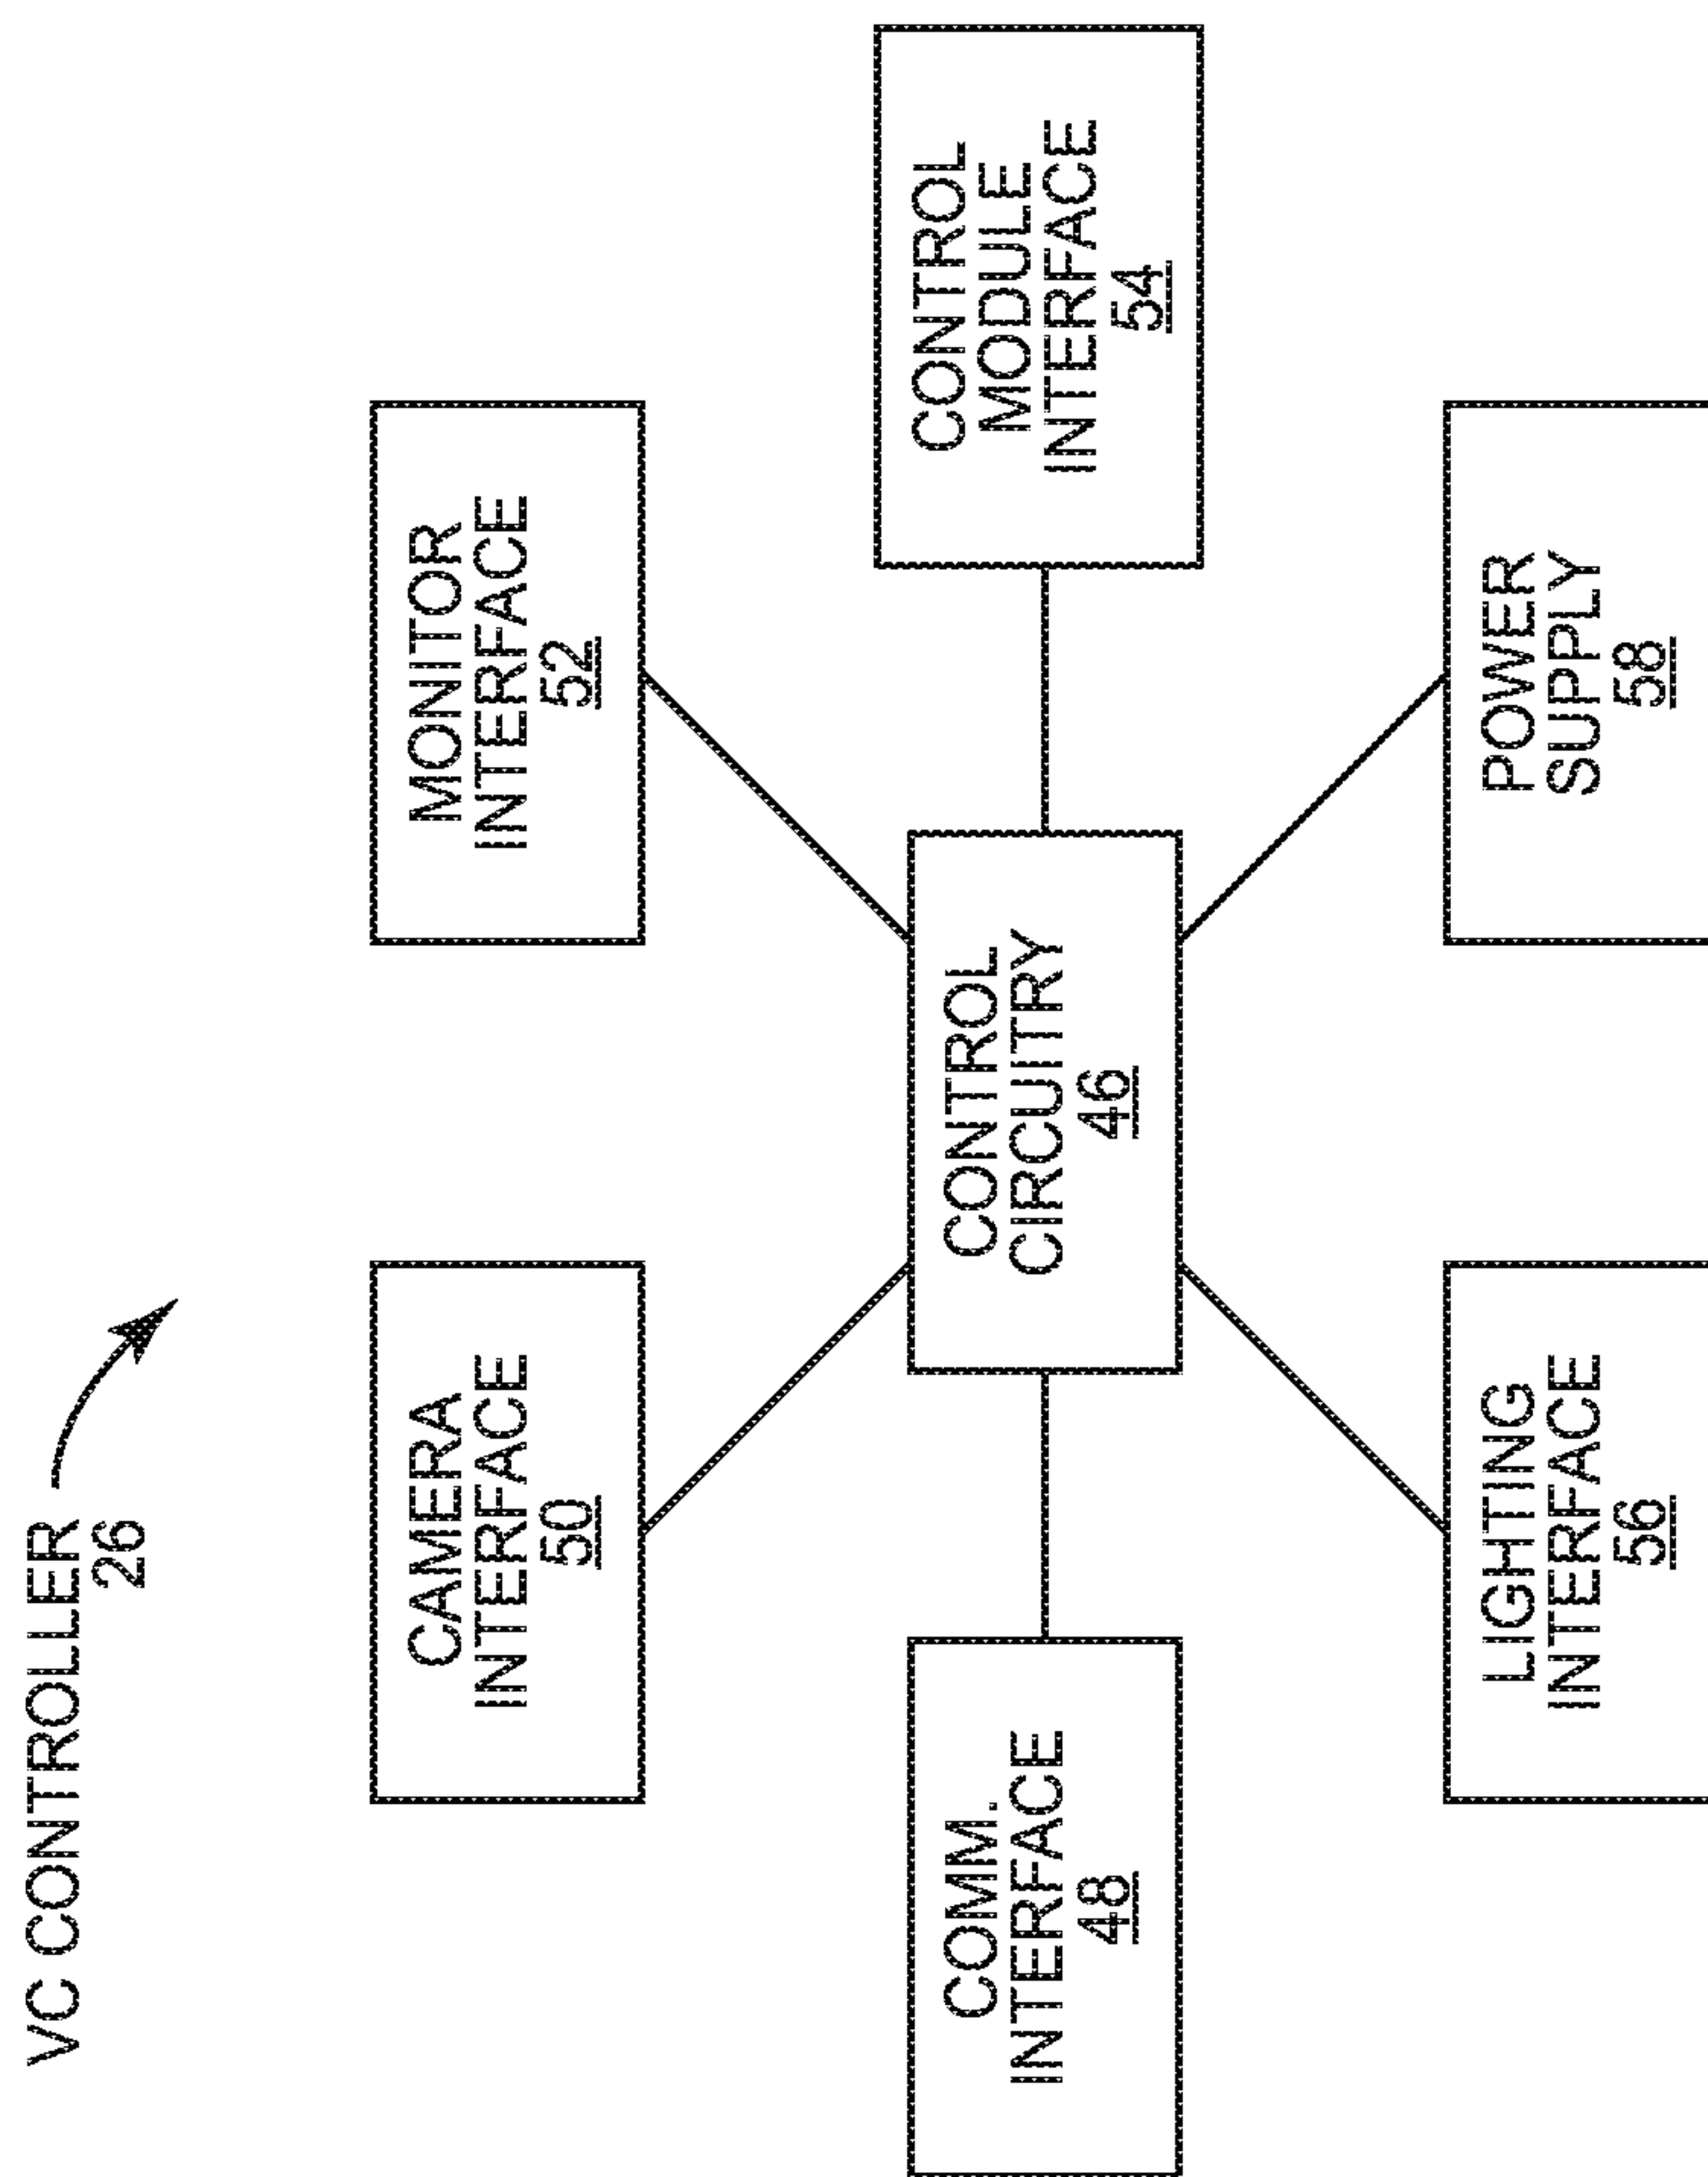 VC CONTROLLER
26
CAMERA
INTERFACE
50
MONITOR
INTERFACE
52
COMM.
INTERFACE
48
CONTROL
CIRCUITRY
46
CONTROL
MODULE
INTERFACE
54
LIGHTING
INTERFACE
56
POWER
SUPPLY
58